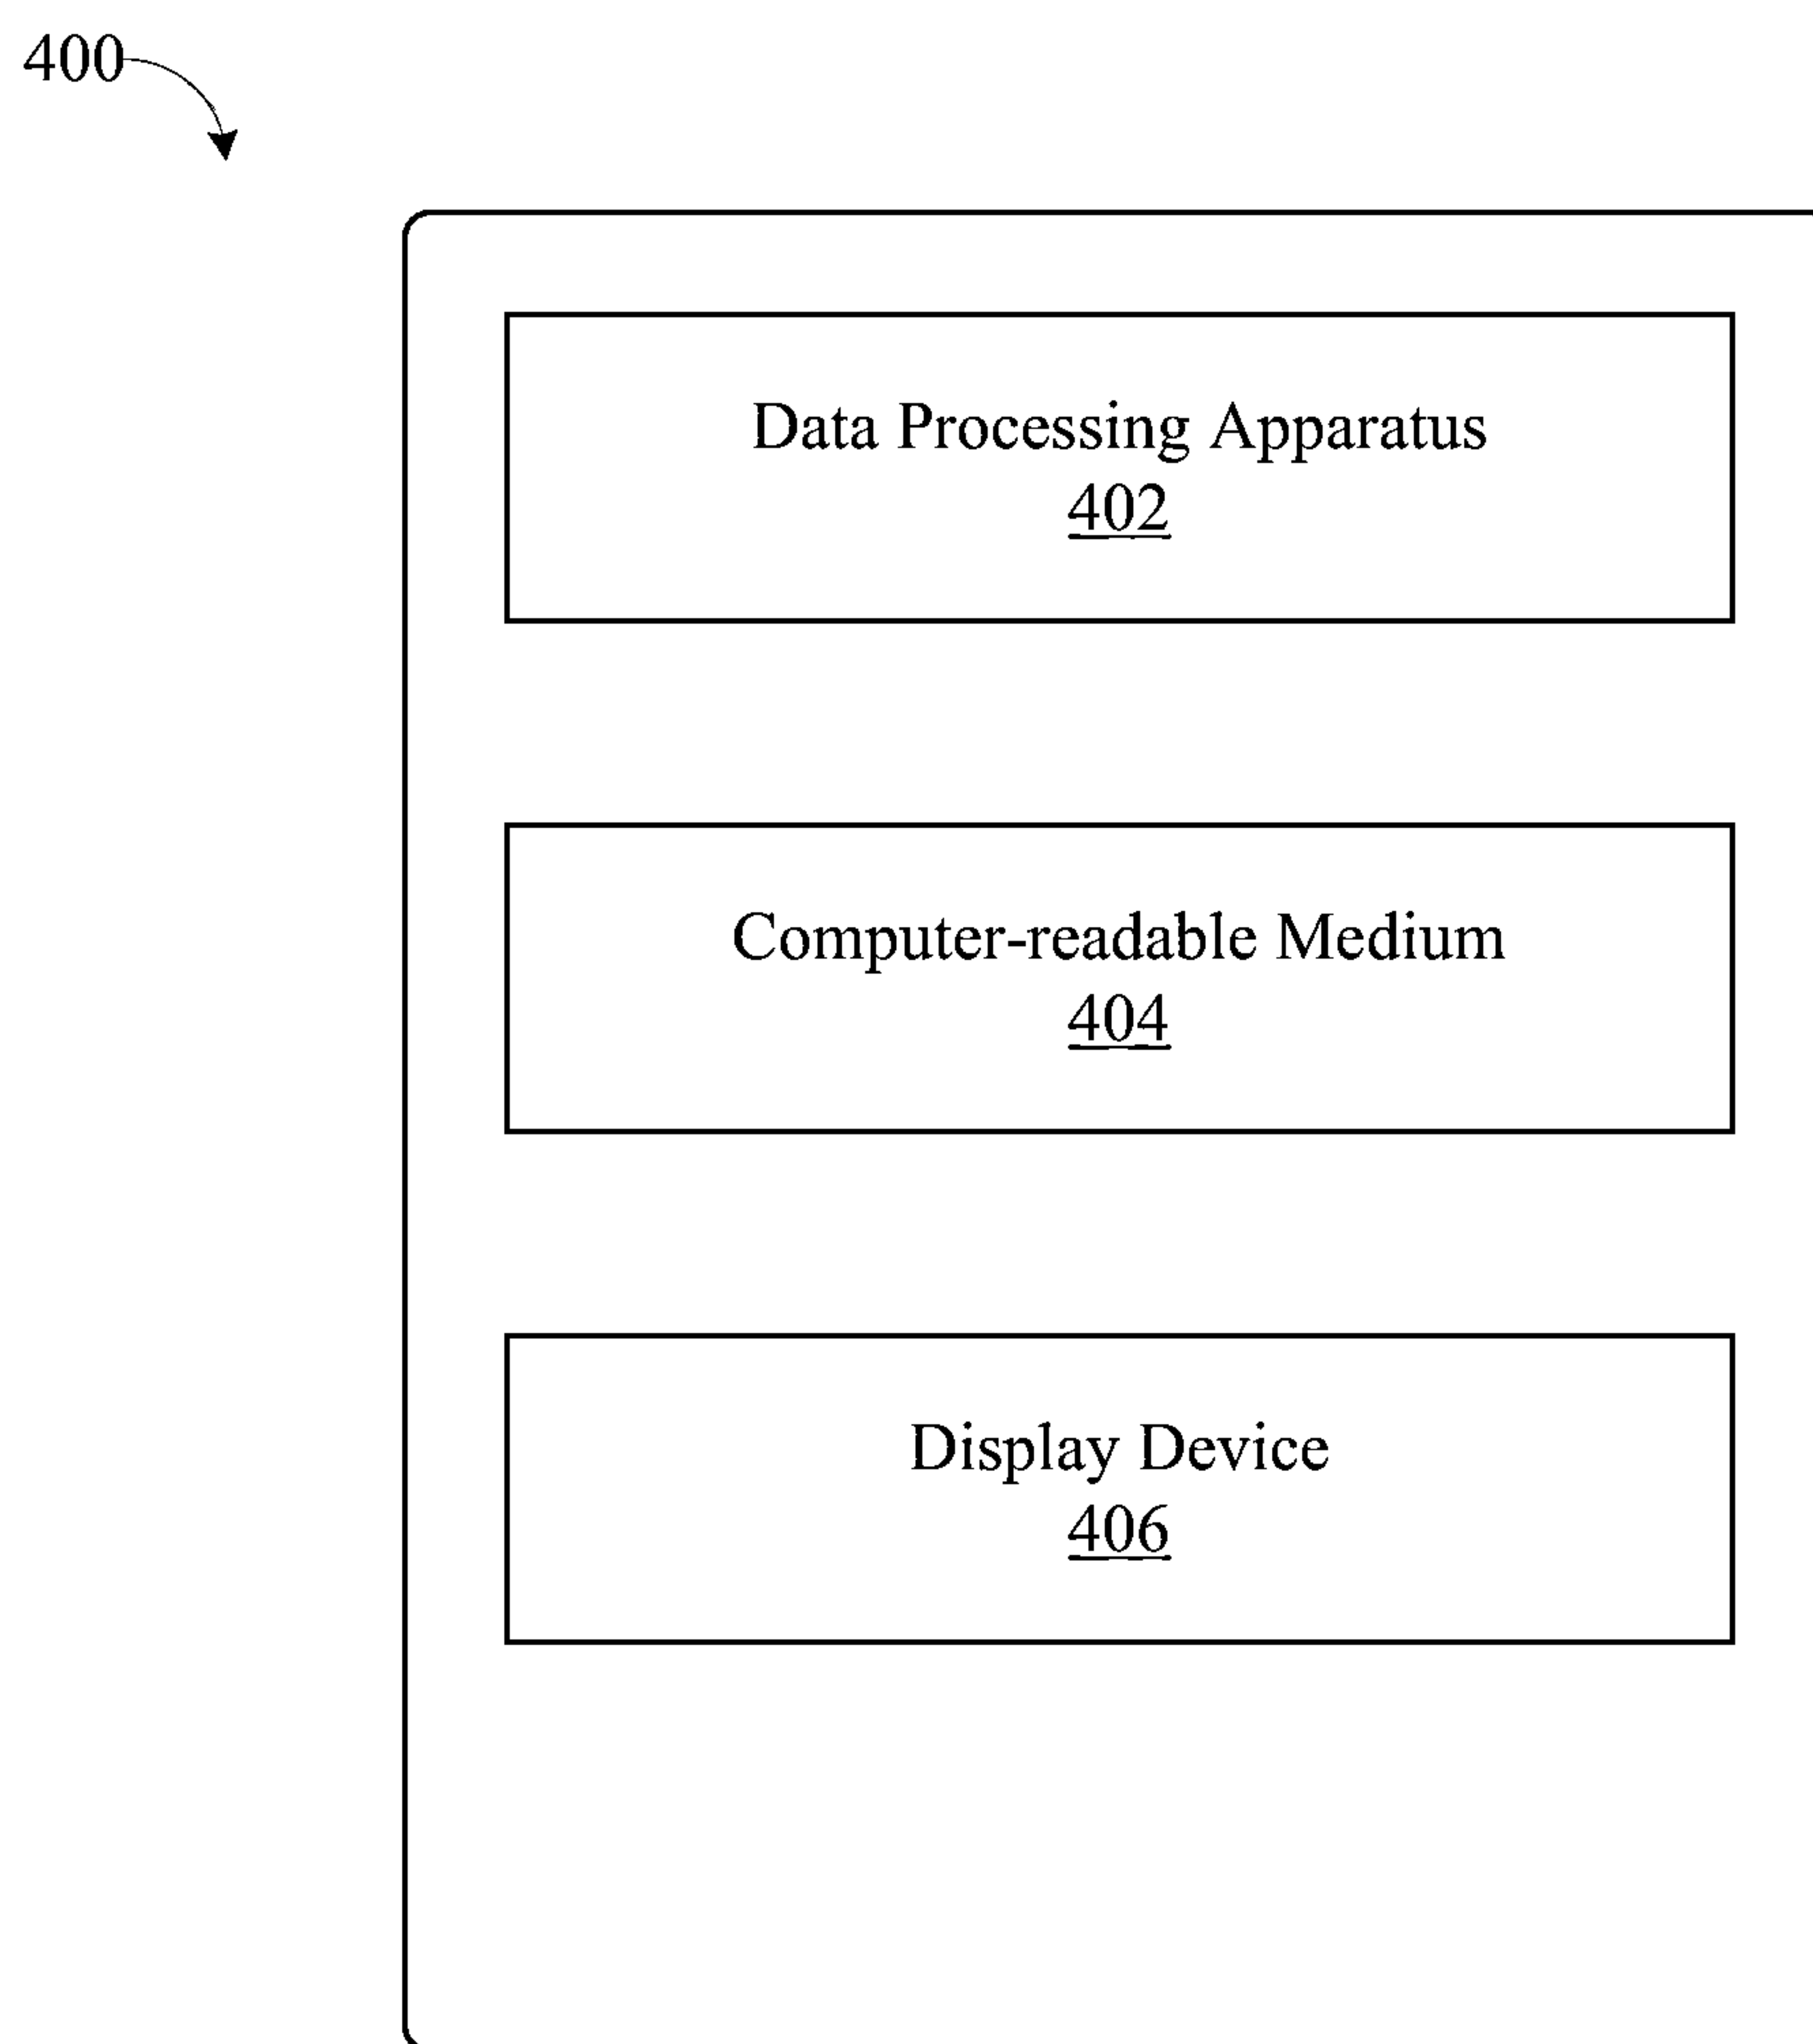 400
Data Processing Apparatus
402
Computer-readable Medium
404
Display Device
406